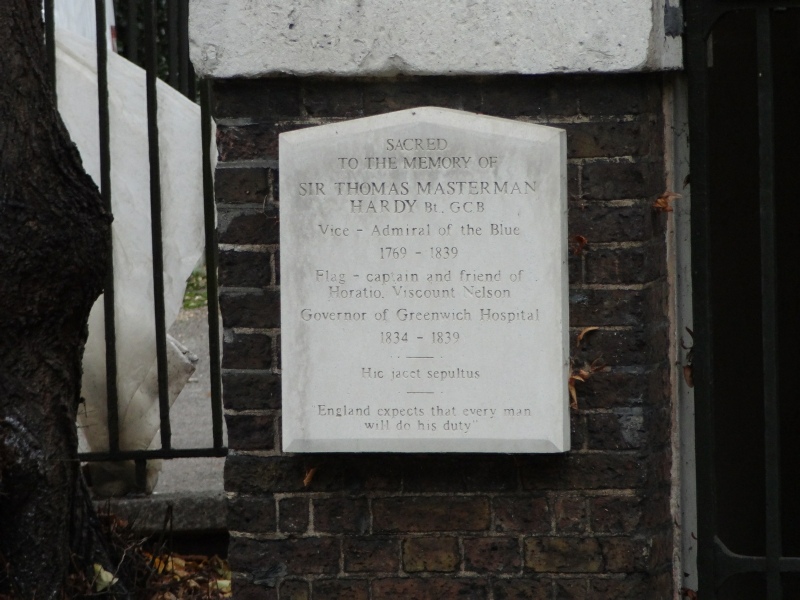 SACRED
TO THE MEMORY OF
SIR THOMAS MASTERMAN
HARDY Bt. GCB
Vice - Admiral of the Blue
1769 - 1839
Flag - captain and friend of
Horatio, Viscount Nelson
Governor of Greenwich Hospital
1834 - 1839
Hic jacet sepultus
England expects that every man
will do his duty"